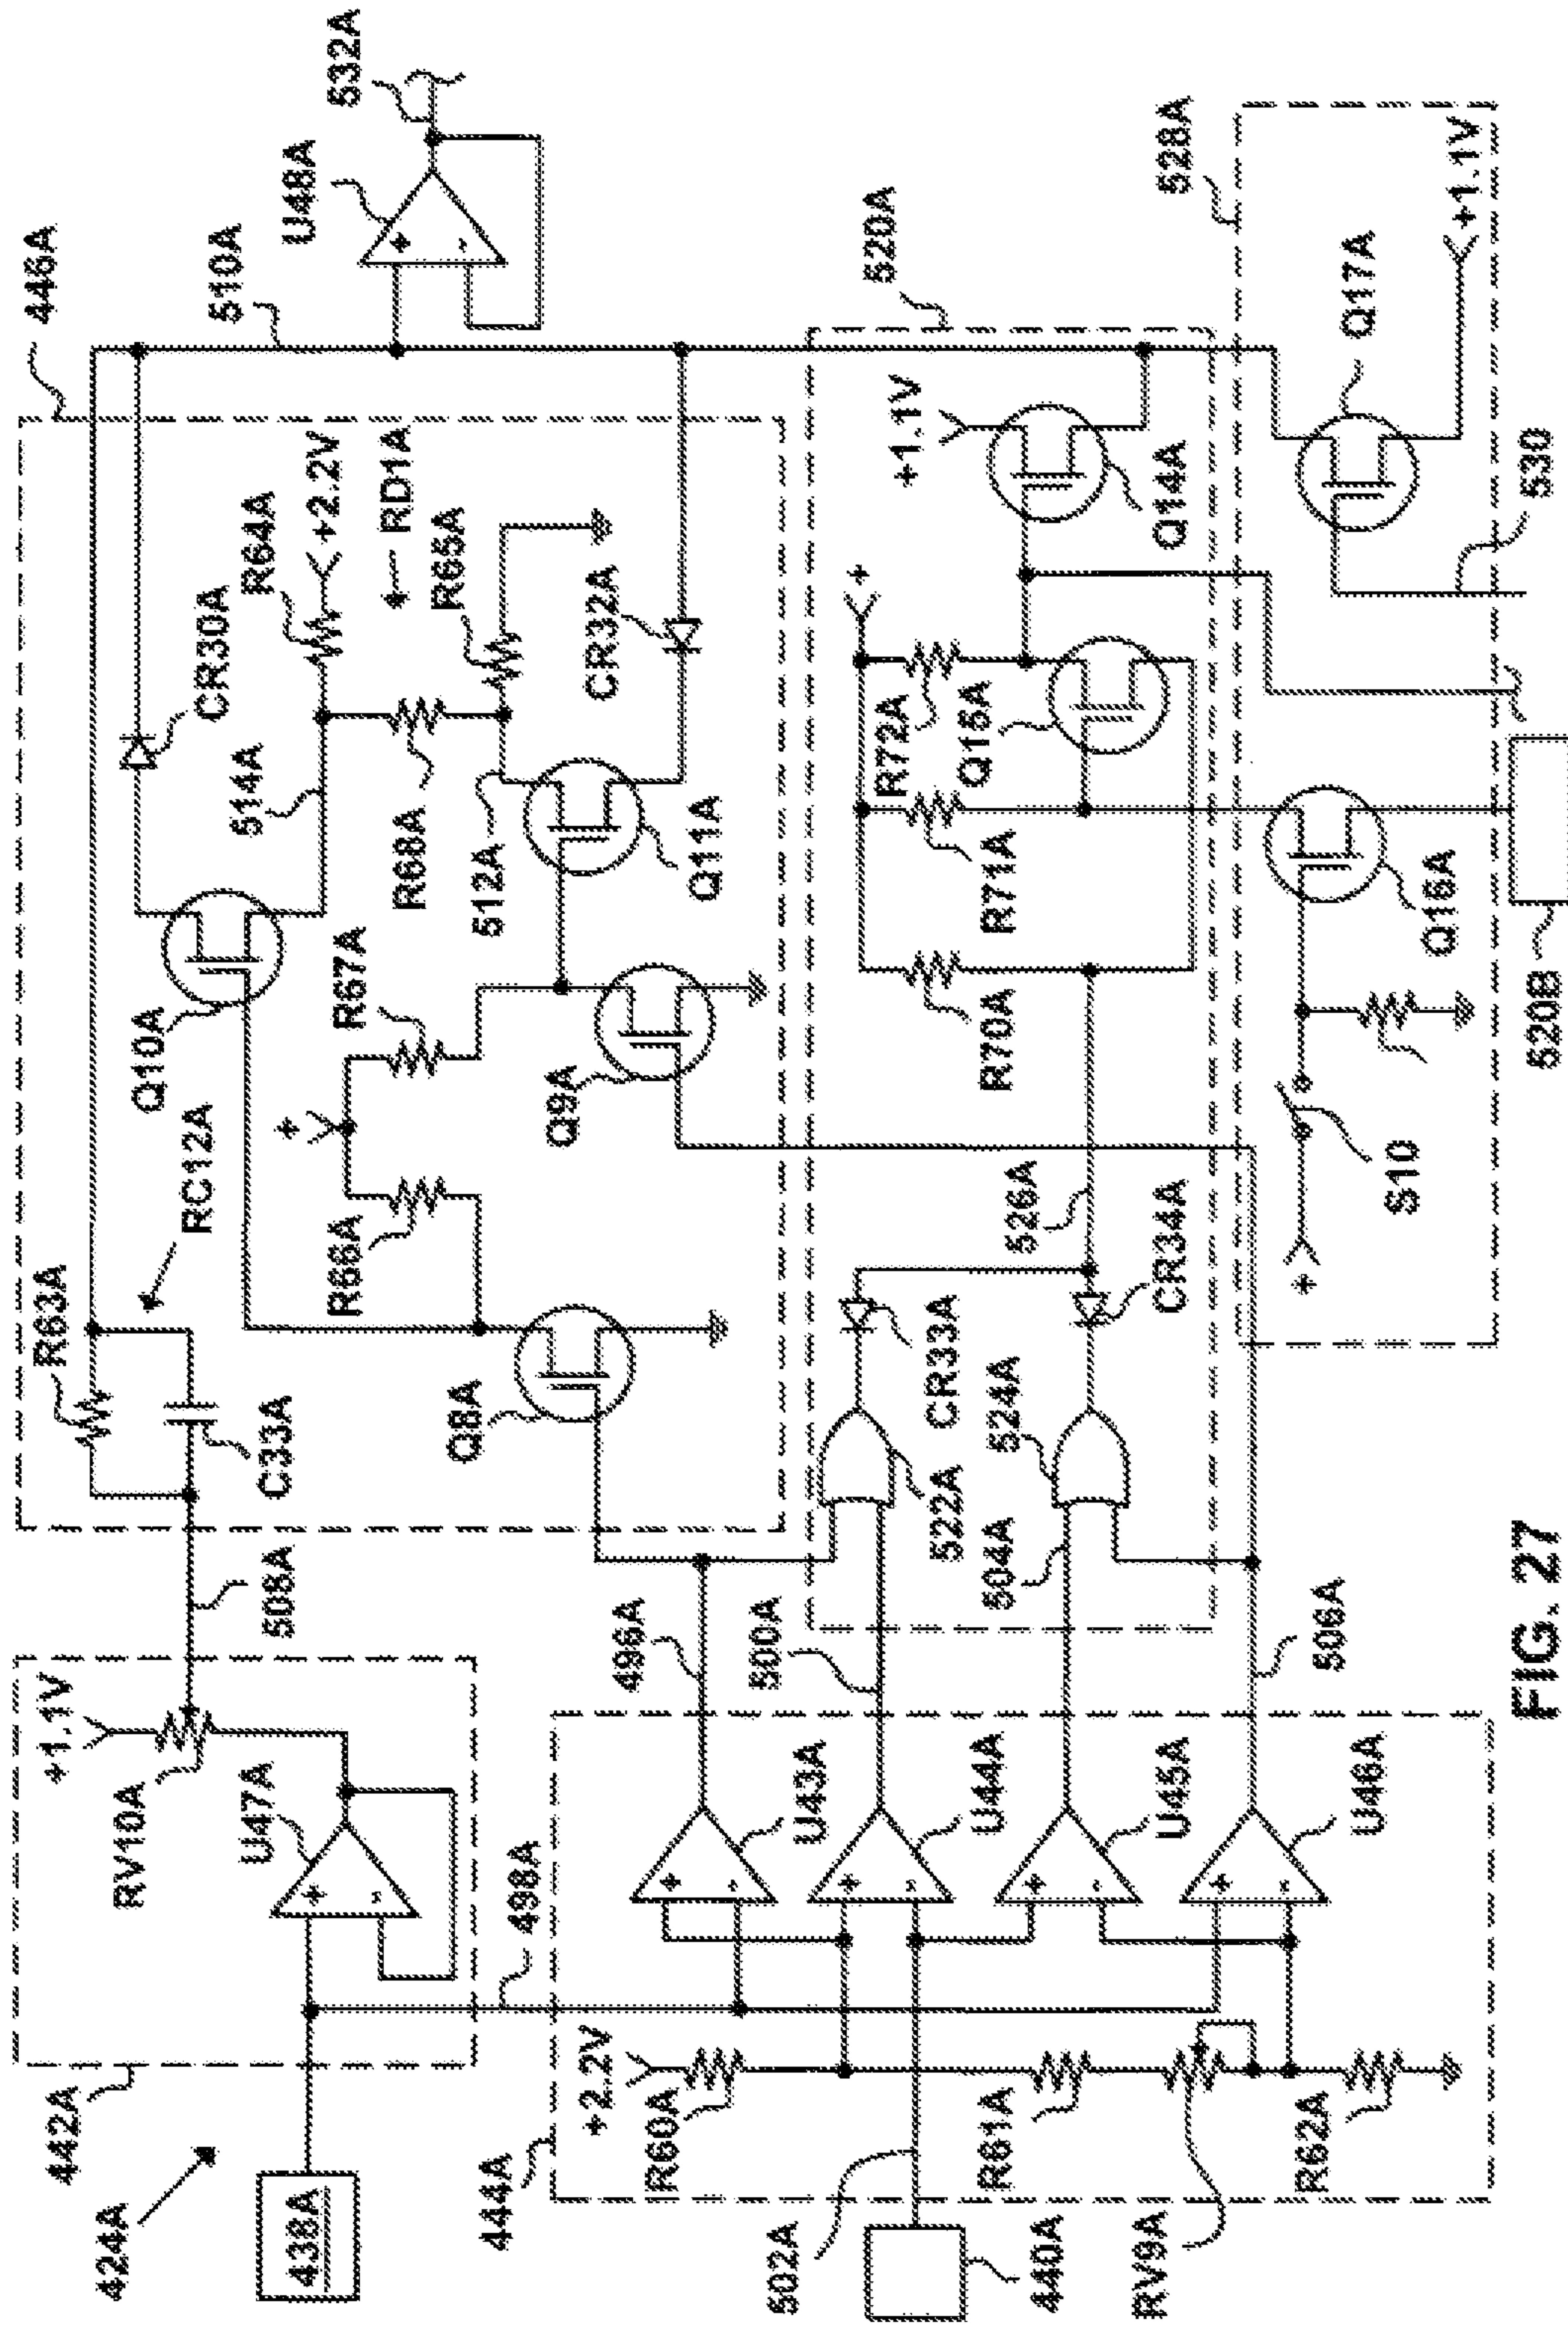 446A
R63A
+1.1V
442A
424A
RV10A
Q10A
RC12A
CR30A
510A
514A
U47A
R64A
C33A
508A
+
U48A
438A
+2.2V
532A
R66A
R67A
RD1A
R68A
R65A
Q8A
512A
444A
498A
Q9A
+2.2V
CR32A
496A
R60A
500A
Q11A
502A
U43A
+
520A
R72A
+1.1V
CR33A
522A
Q15A
U44A
R61A
R70A
R71A
504A
524A
526A
440A
RV9A
CR34A
Q14A
U45A
528A
+
R62A
506A
Q17A
U46A
S10
Q16A
+1.1V
530
520B
FIG. 27